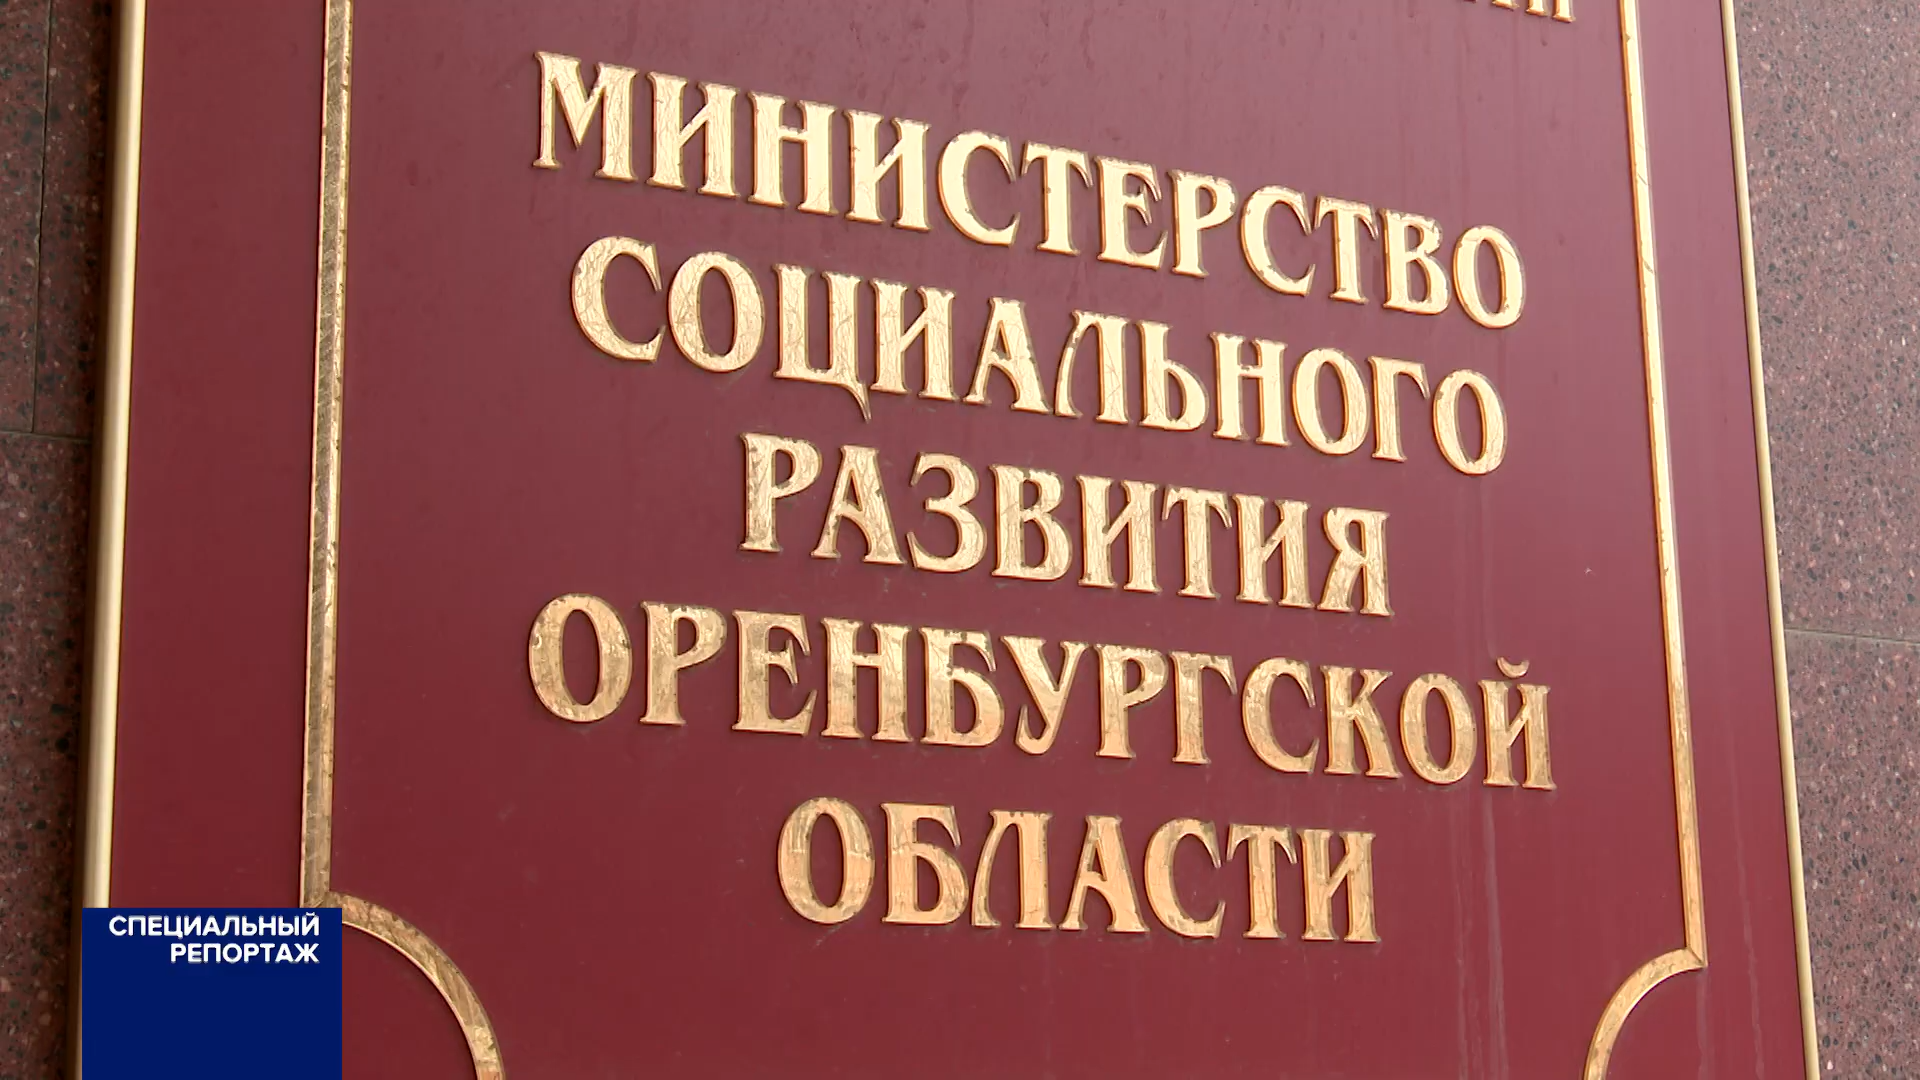 МИНИСТЕРСТВО
СОЦИАЛЬНОГО
РАЗВИТИЯ
ОРЕНБУРГСКОЙ
ОБЛАСТИ
СПЕЦИАЛЬНЫЙ
РЕПОРТАЖ